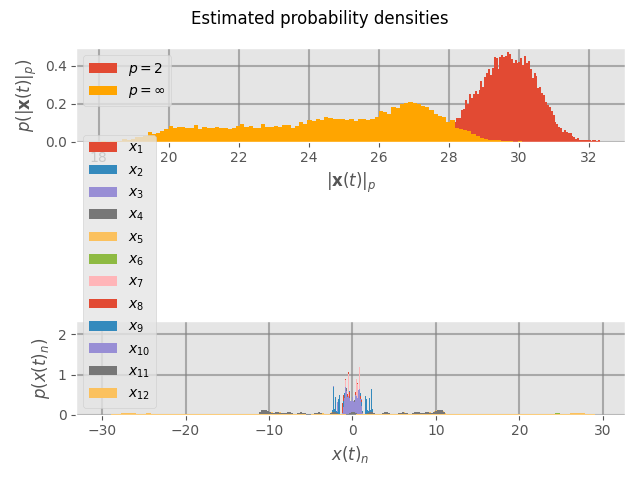 Estimated probability densities
p(|x(t)|p)
0.4
0.2
0.0
p = 2
p = ∞
18 20 22 24 26 28 30 32
|x(t)|p
x1
x2
x3
x4
x5
x6
x7
x8
x9
x10
x11
x12
p(x(t)n)
2
1
0
−30 −20 −10 0 10 20 30
x(t)n